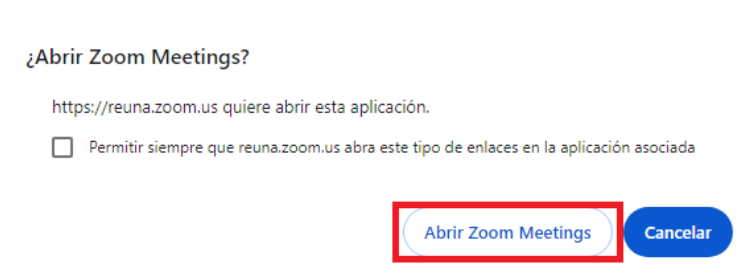 ¿Abrir Zoom Meetings?
https://reuna.zoom.us quiere abrir esta aplicación.
Permitir siempre que reuna.zoom.us abra este tipo de enlaces en la aplicación asociada
Abrir Zoom Meetings
Cancelar